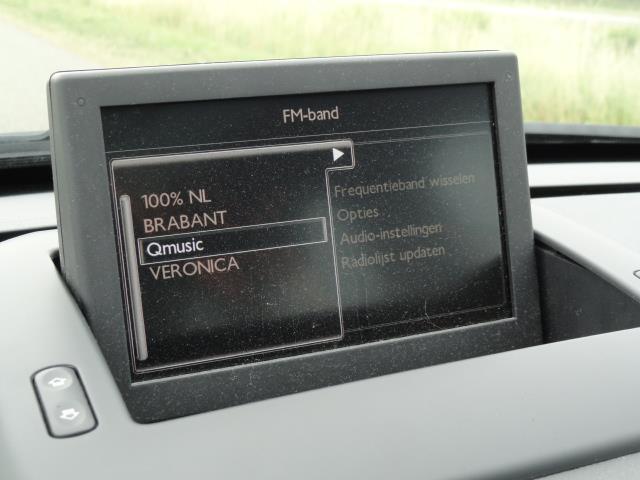 FM-band
100% NL
BRABANT
Qmusic
VERONICA
Frequentieband wisselen
Opties
Audio-instellingen
Radiolijst updaten